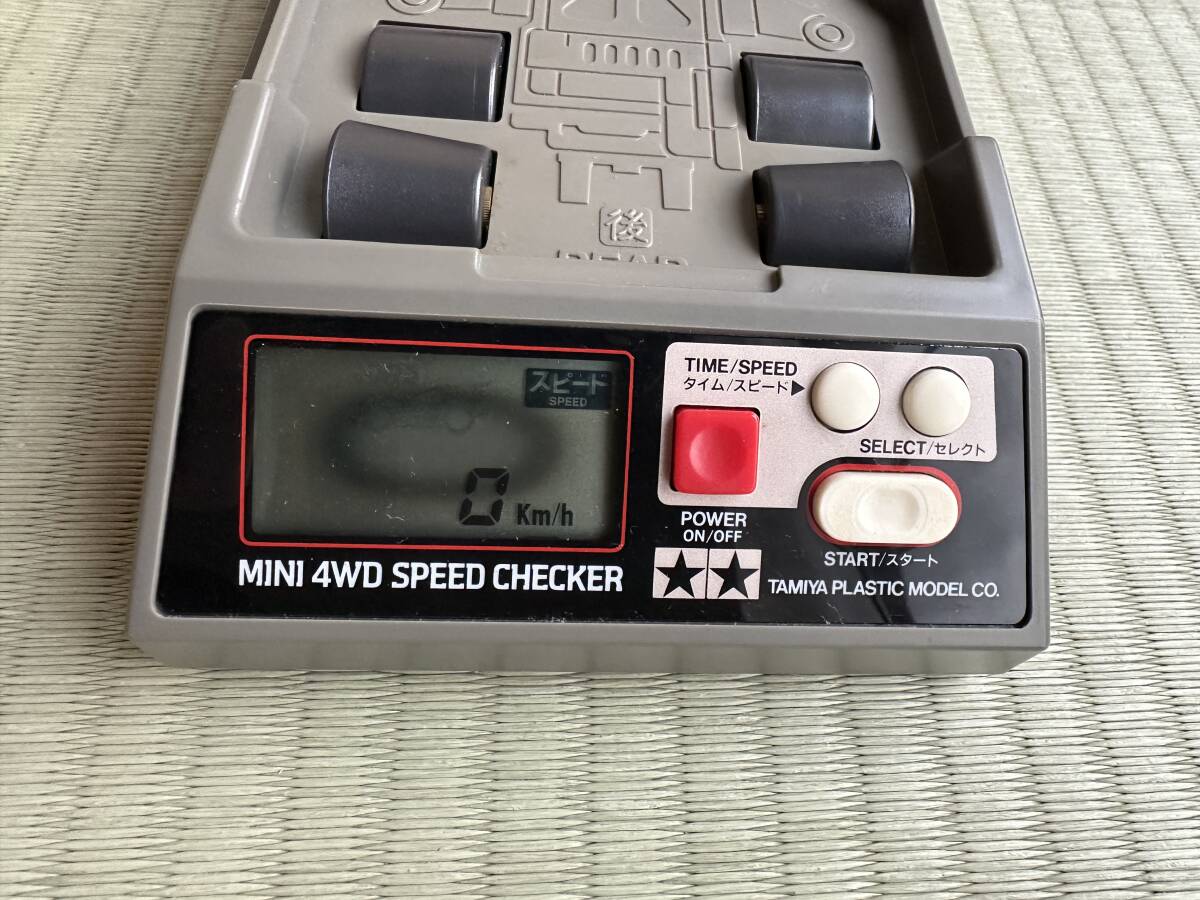 後
REAR
スピード
SPEED
0 Km/h
MINI 4WD SPEED CHECKER
TIME/SPEED
タイム/スピード▶
SELECT/セレクト
POWER
ON/OFF
START/スタート
TAMIYA PLASTIC MODEL CO.